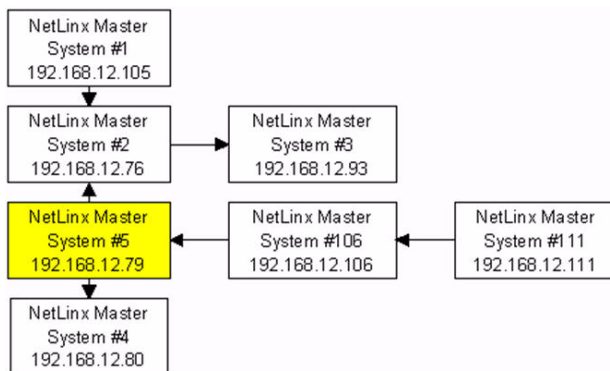 NetLinx Master
System #1
192.168.12.105
NetLinx Master
System #2
192.168.12.76
NetLinx Master
System #3
192.168.12.93
NetLinx Master
System #5
192.168.12.79
NetLinx Master
System #106
192.168.12.106
NetLinx Master
System #111
192.168.12.111
NetLinx Master
System #4
192.168.12.80